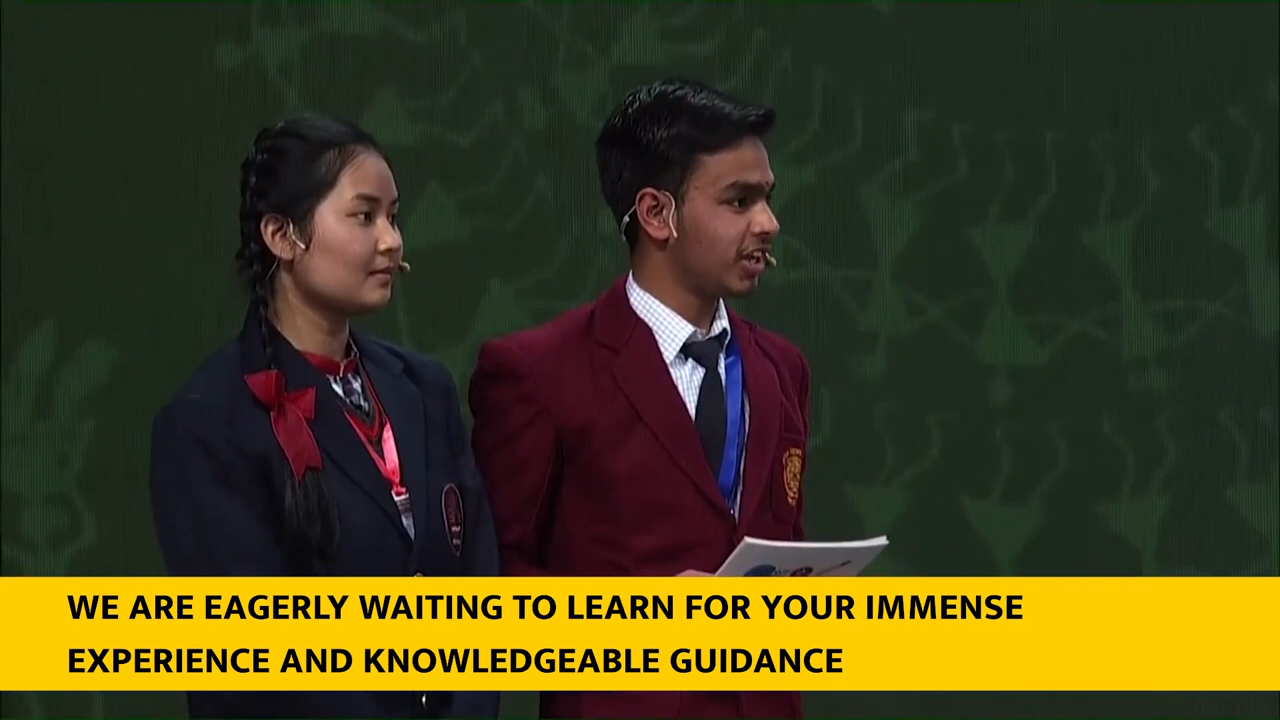 WE ARE EAGERLY WAITING TO LEARN FOR YOUR IMMENSE
EXPERIENCE AND KNOWLEDGEABLE GUIDANCE